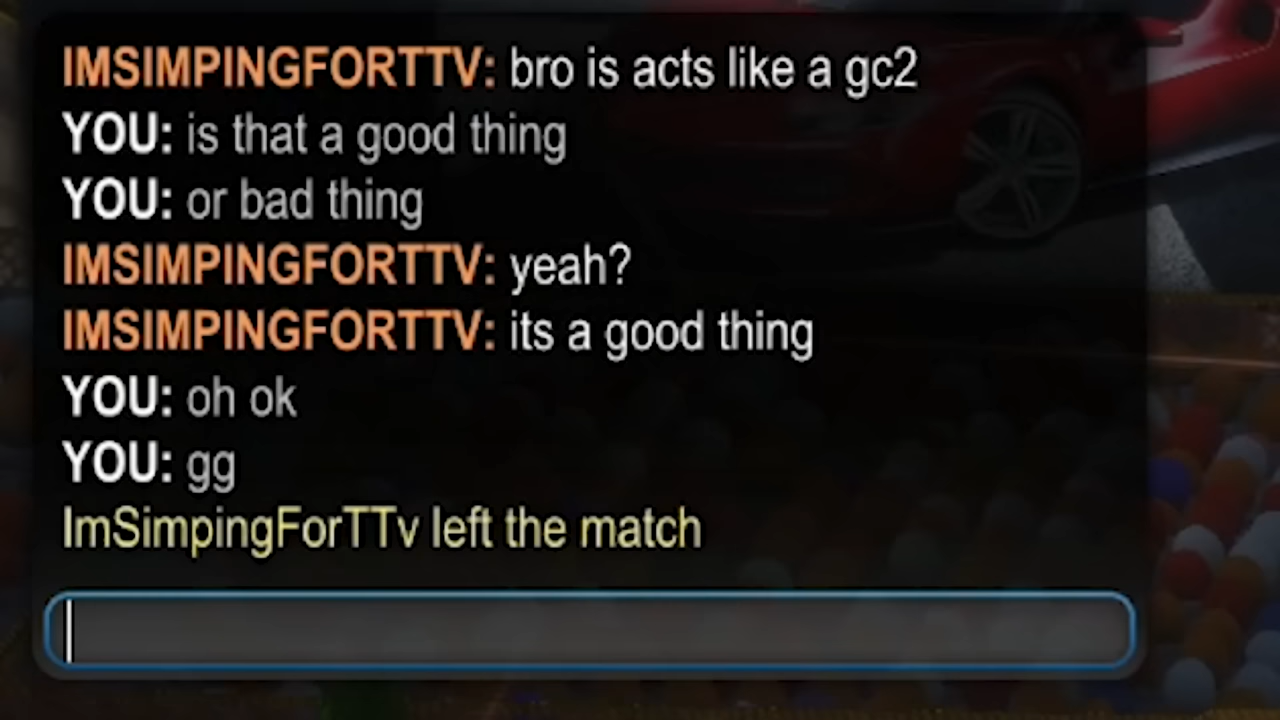 IMSIMPINGFORTTV: bro is acts like a gc2
YOU: is that a good thing
YOU: or bad thing
IMSIMPINGFORTTV: yeah?
IMSIMPINGFORTTV: its a good thing
YOU: oh ok
YOU: gg
ImSimpingForTTv left the match